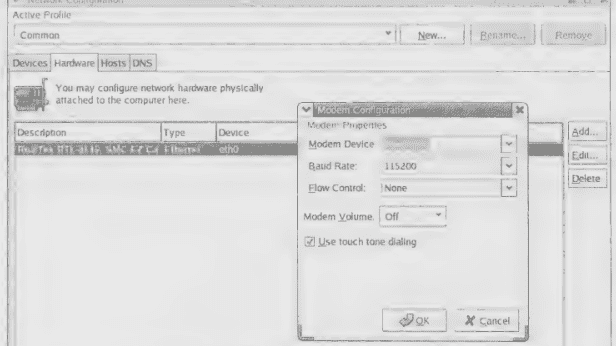 Network Configuration
Active Profile
Common
New...
Rename...
Remove
Devices Hardware Hosts DNS
You may configure network hardware physically
attached to the computer here.
Description Type Device
Ethernet eth0
Add...
Edit...
Delete
Modem Configuration
Modem Properties
Modem Device
Baud Rate: 115200
Flow Control: None
Modem Volume: Off
Use touch tone dialing
OK Cancel